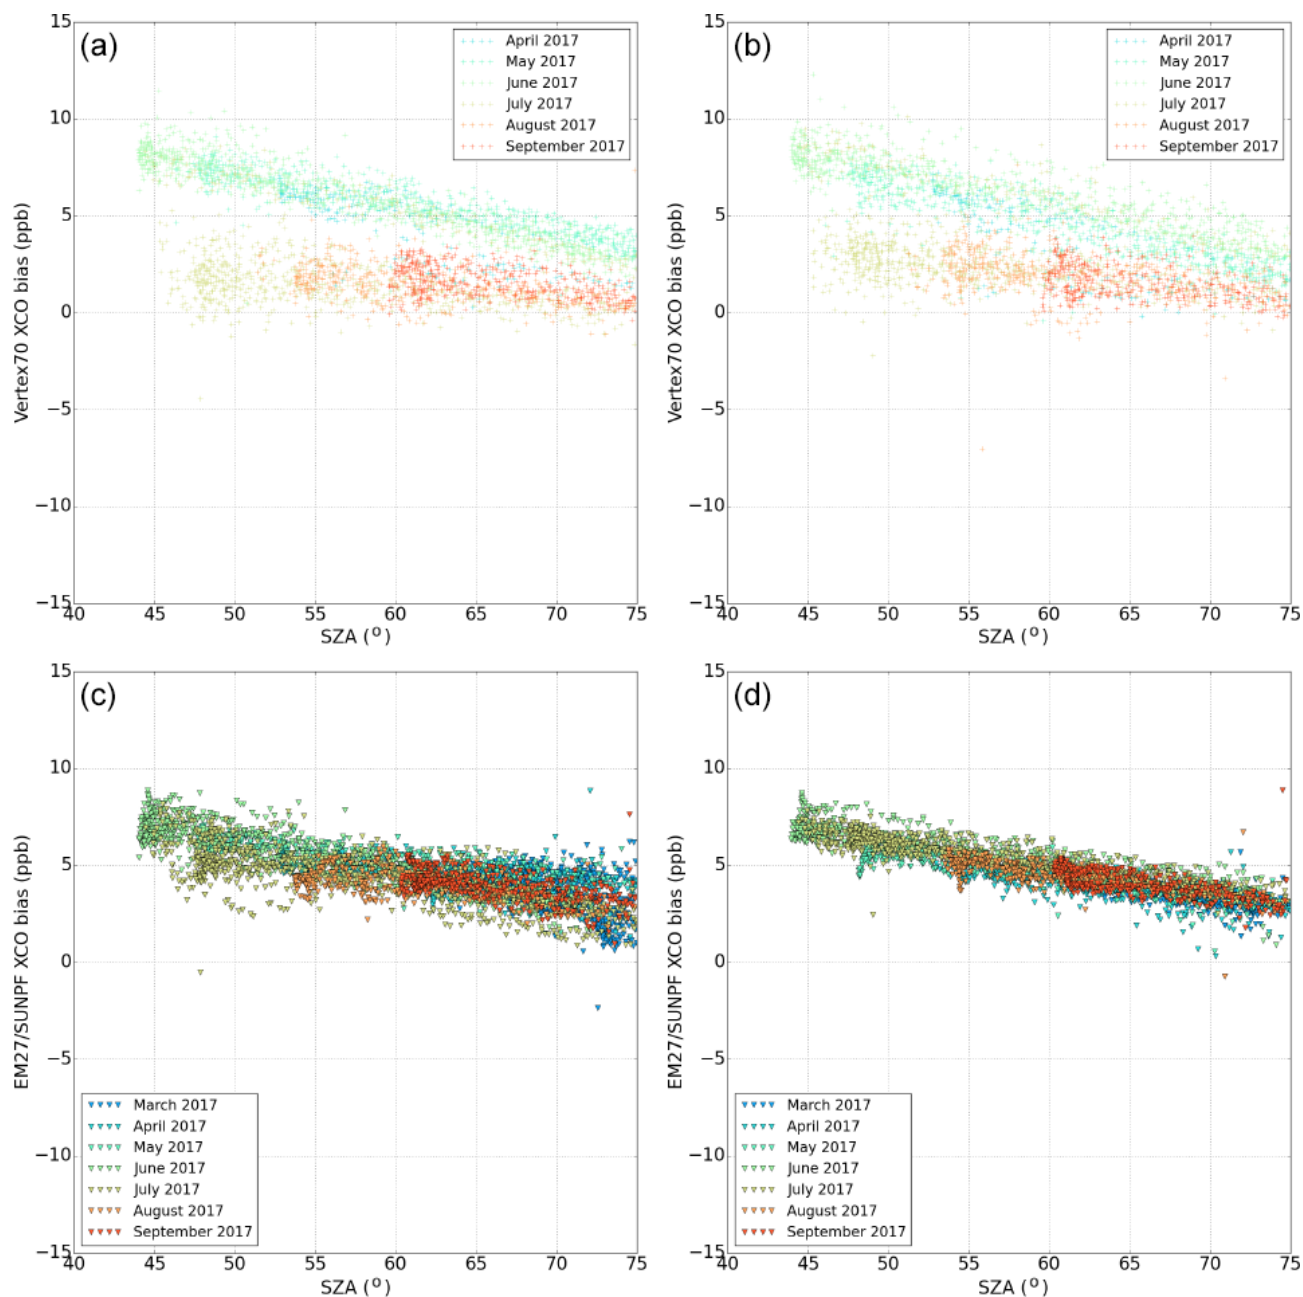 (a)
April 2017
May 2017
June 2017
July 2017
August 2017
September 2017
15
10
5
0
−5
−10
−15
Vertex70 XCO bias (ppb)
40 45 50 55 60 65 70 75
SZA (o)
(b)
April 2017
May 2017
June 2017
July 2017
August 2017
September 2017
15
10
5
0
−5
−10
−15
Vertex70 XCO bias (ppb)
40 45 50 55 60 65 70 75
SZA (o)
(c)
15
10
5
0
−5
−10
−15
EM27/SUNPF XCO bias (ppb)
March 2017
April 2017
May 2017
June 2017
July 2017
August 2017
September 2017
40 45 50 55 60 65 70 75
SZA (o)
(d)
15
10
5
0
−5
−10
−15
EM27/SUNPF XCO bias (ppb)
March 2017
April 2017
May 2017
June 2017
July 2017
August 2017
September 2017
40 45 50 55 60 65 70 75
SZA (o)